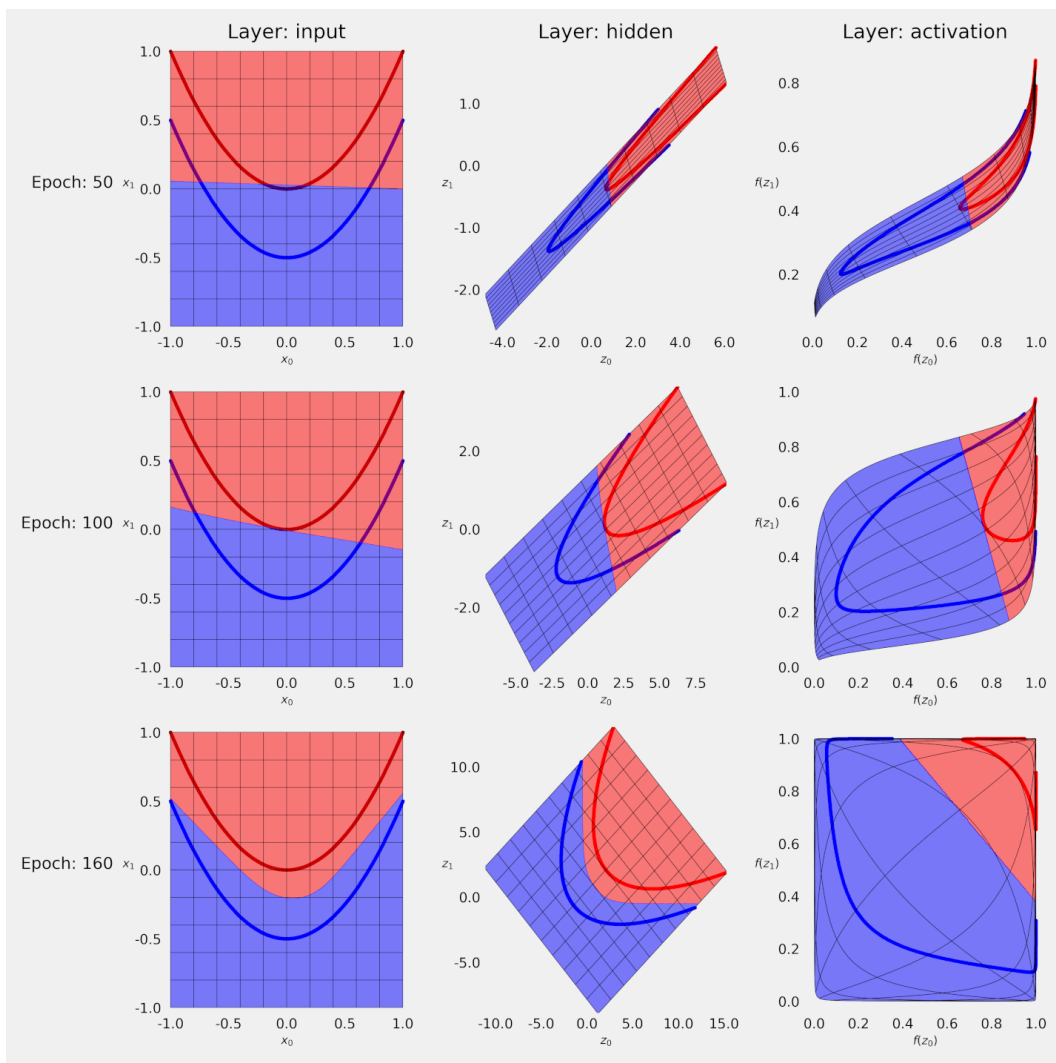 Layer: input
Layer: hidden
Layer: activation
Epoch: 50
x₁
1.0
0.5
0.0
-0.5
-1.0
-1.0 -0.5 0.0 0.5 1.0
x₀
z₁
1.0
0.0
-1.0
-2.0
-4.0 -2.0 0.0 2.0 4.0 6.0
z₀
f(z₁)
0.8
0.6
0.4
0.2
0.0 0.2 0.4 0.6 0.8 1.0
f(z₀)
Epoch: 100
x₁
1.0
0.5
0.0
-0.5
-1.0
-1.0 -0.5 0.0 0.5 1.0
x₀
z₁
2.0
0.0
-2.0
-5.0 -2.5 0.0 2.5 5.0 7.5
z₀
f(z₁)
1.0
0.8
0.6
0.4
0.2
0.0
0.0 0.2 0.4 0.6 0.8 1.0
f(z₀)
Epoch: 160
x₁
1.0
0.5
0.0
-0.5
-1.0
-1.0 -0.5 0.0 0.5 1.0
x₀
z₁
10.0
5.0
0.0
-5.0
-10.0 -5.0 0.0 5.0 10.0 15.0
z₀
f(z₁)
1.0
0.8
0.6
0.4
0.2
0.0
0.0 0.2 0.4 0.6 0.8 1.0
f(z₀)